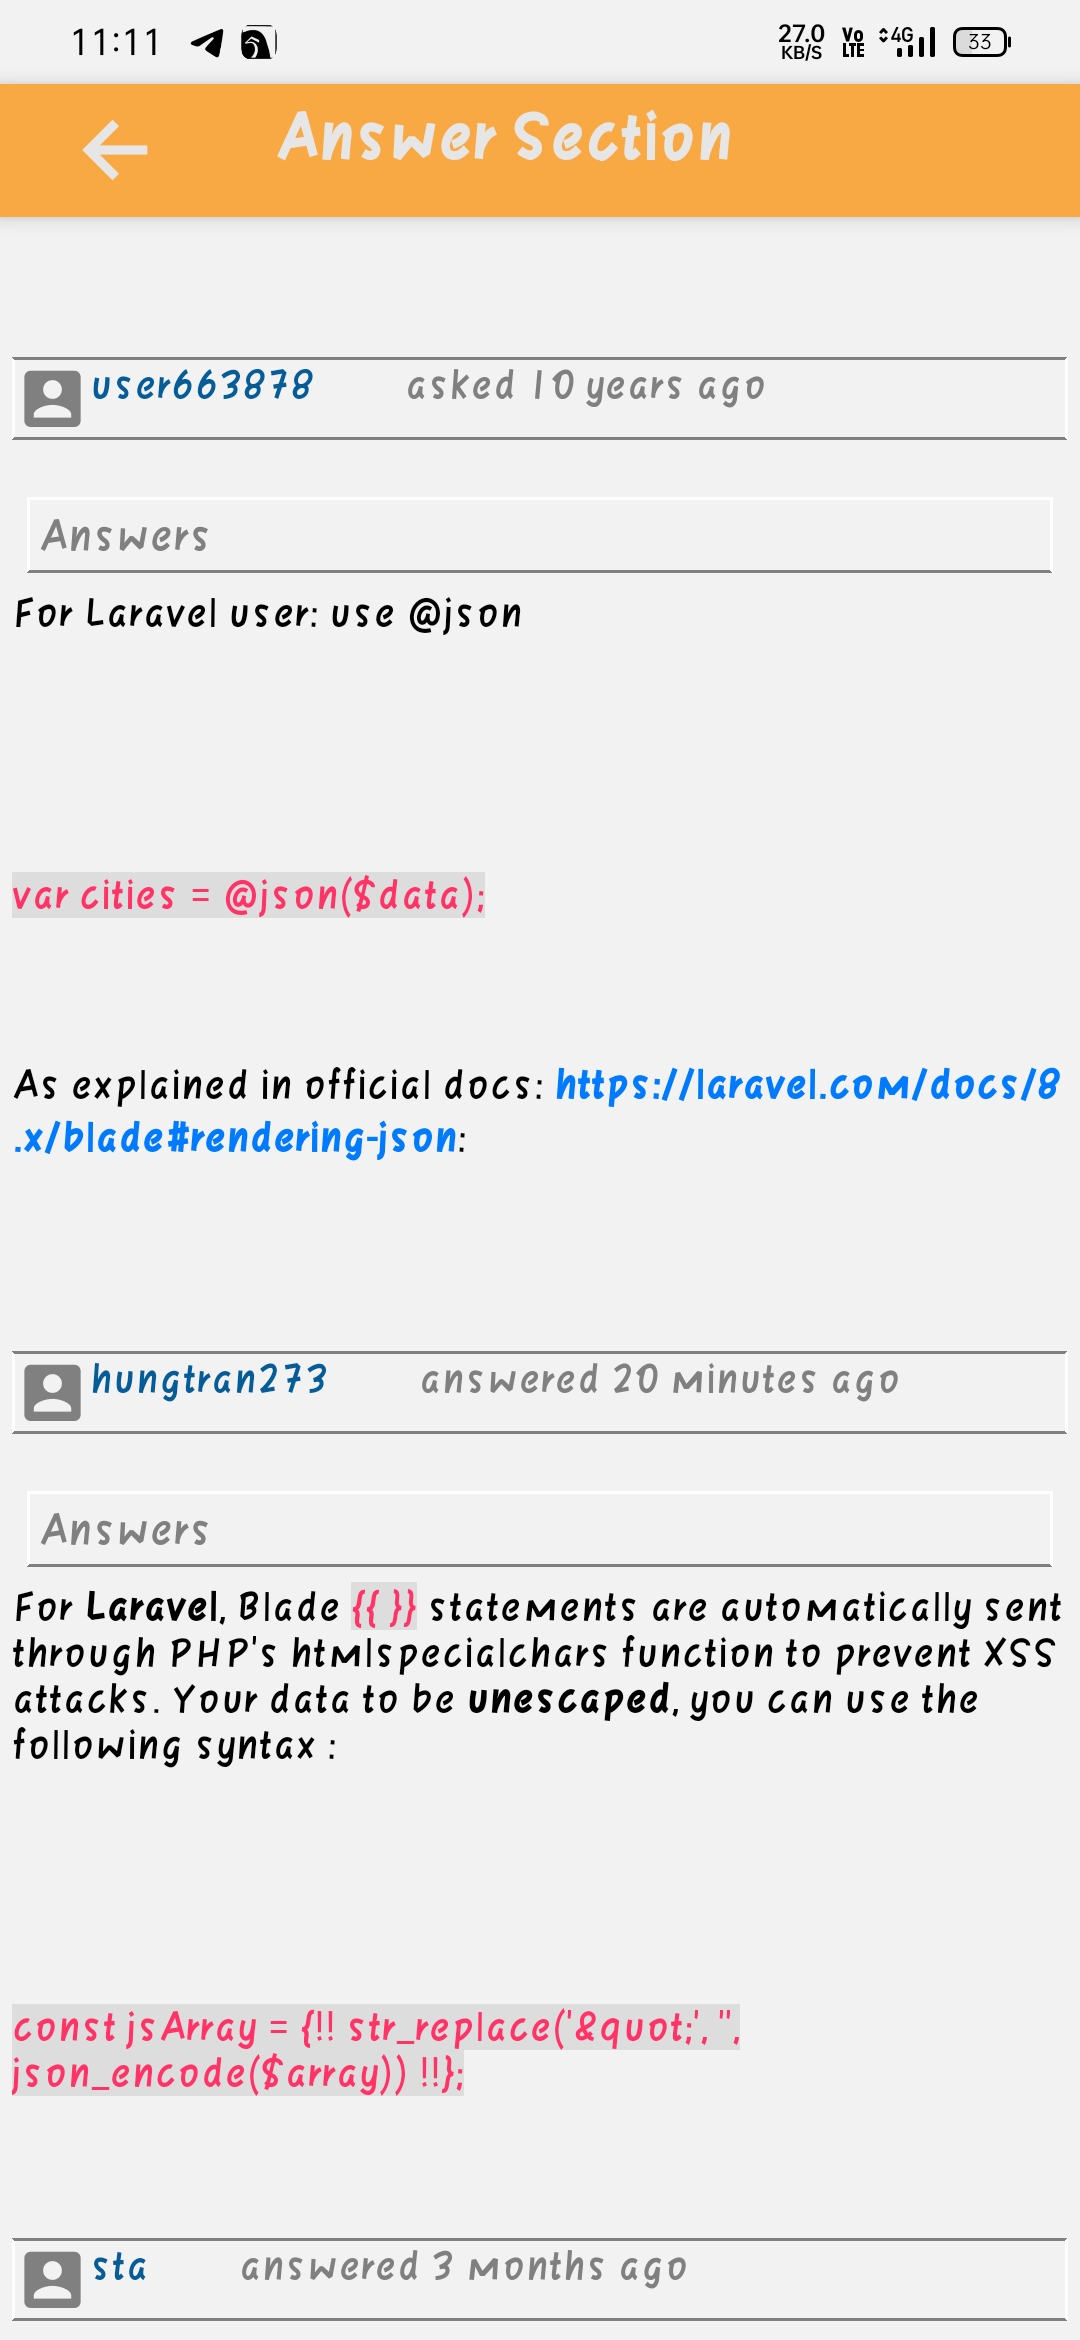 11:11
27.0
KB/S
Vo
LTE
4G
33
Answer Section
user663878 asked 10 years ago
Answers
For Laravel user: use @json
var cities = @json($data);
As explained in official docs: https://laravel.com/docs/8
.x/blade#rendering-json:
hungtran273 answered 20 minutes ago
Answers
For Laravel, Blade {{ }} statements are automatically sent
through PHP's htmlspecialchars function to prevent XSS
attacks. Your data to be unescaped, you can use the
following syntax :
const jsArray = {!! str_replace('&quot;', '',
json_encode($array)) !!};
sta answered 3 months ago